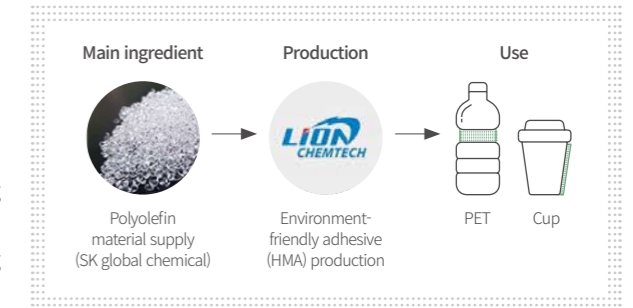 Main ingredient
Production
Use
LION
CHEMTECH
Polyolefin
material supply
(SK global chemical)
Environment-
friendly adhesive
(HMA) production
PET
Cup